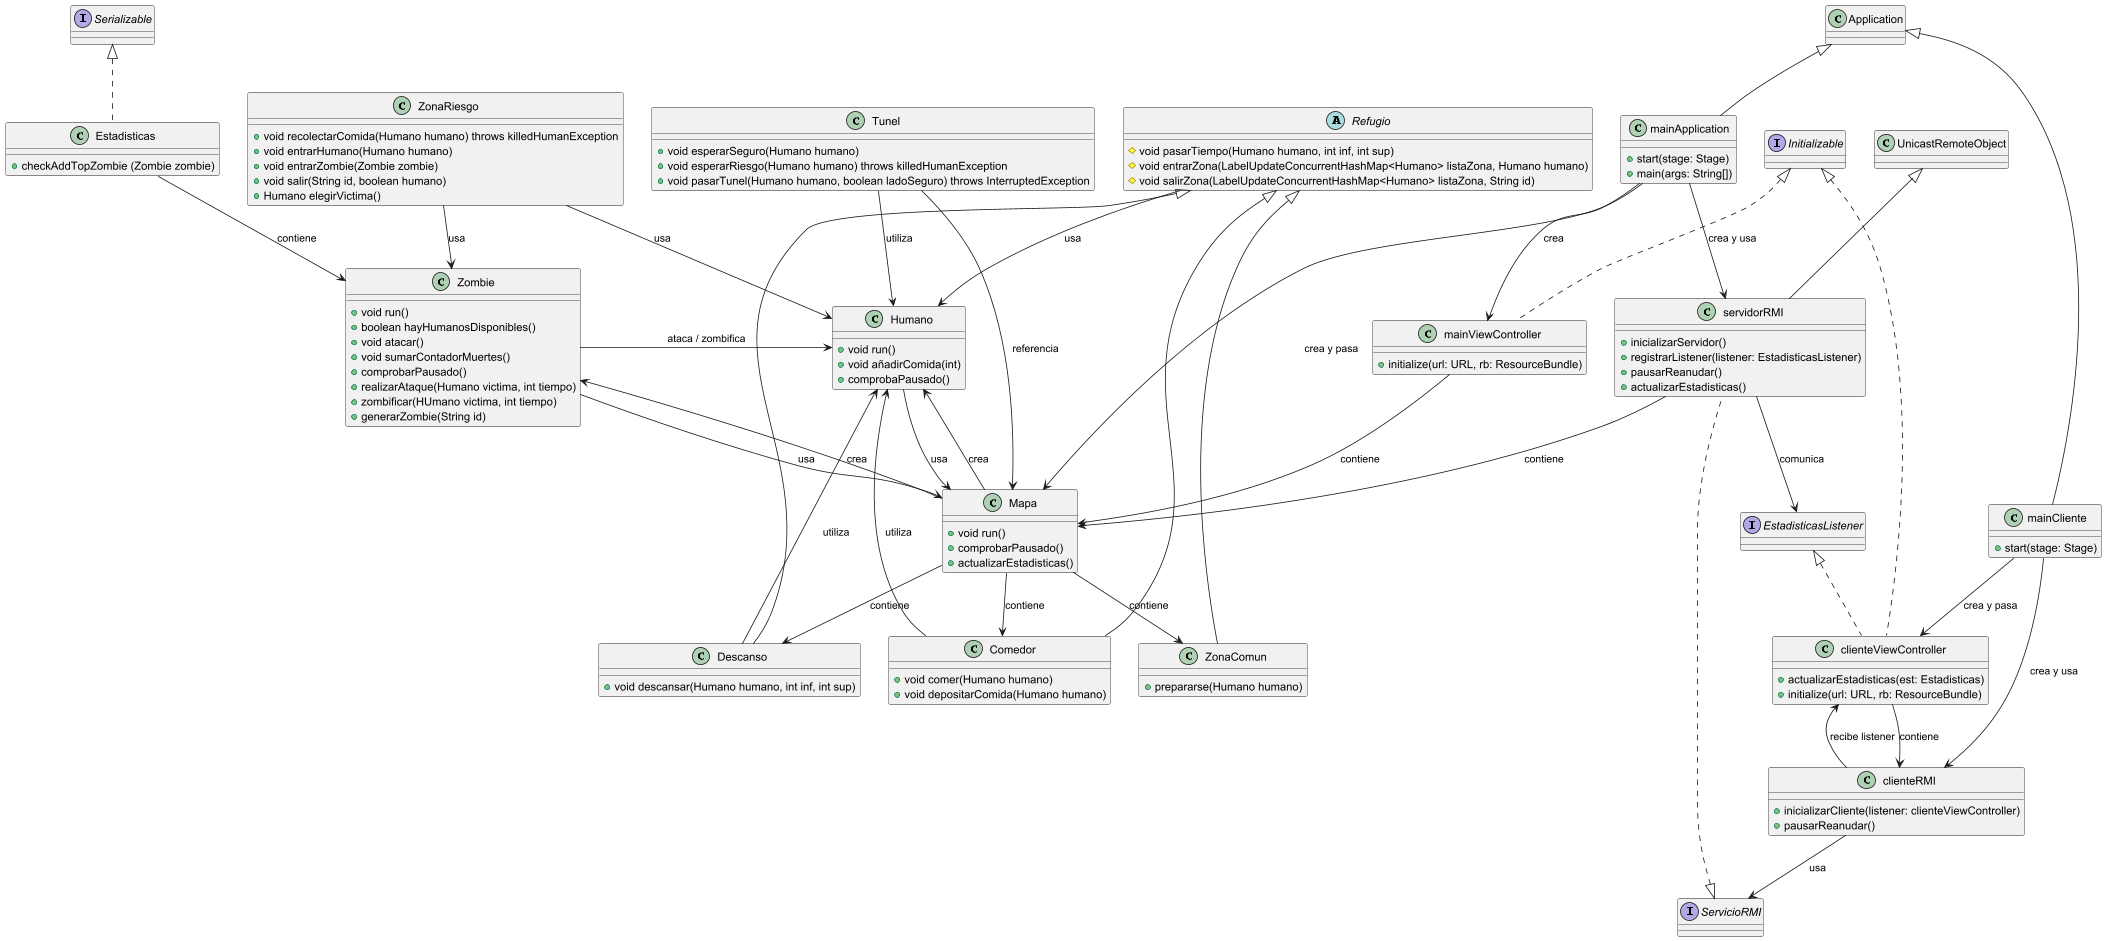 I Serializable
C Application
C ZonaRiesgo
void recolectarComida(Humano humano) throws killedHumanException
void entrarHumano(Humano humano)
void entrarZombie(Zombie zombie)
void salir(String id, boolean humano)
Humano elegirVictima()
C Tunel
void esperarSeguro(Humano humano)
void esperarRiesgo(Humano humano) throws killedHumanException
void pasarTunel(Humano humano, boolean ladoSeguro) throws InterruptedException
A Refugio
void pasarTiempo(Humano humano, int inf, int sup)
void entrarZona(LabelUpdateConcurrentHashMap<Humano> listaZona, Humano humano)
void salirZona(LabelUpdateConcurrentHashMap<Humano> listaZona, String id)
C mainApplication
start(stage: Stage)
main(args: String[])
I Initializable
C UnicastRemoteObject
C Estadisticas
checkAddTopZombie (Zombie zombie)
contiene
usa
usa
utiliza
usa
crea
crea y usa
C Zombie
void run()
boolean hayHumanosDisponibles()
void atacar()
void sumarContadorMuertes()
comprobarPausado()
realizarAtaque(Humano victima, int tiempo)
zombificar(HUmano victima, int tiempo)
generarZombie(String id)
ataca / zombifica
C Humano
void run()
void añadirComida(int)
comprobaPausado()
referencia
crea y pasa
C mainViewController
initialize(url: URL, rb: ResourceBundle)
C servidorRMI
inicializarServidor()
registrarListener(listener: EstadisticasListener)
pausarReanudar()
actualizarEstadisticas()
usa
crea
usa
crea
contiene
contiene
comunica
C Mapa
void run()
comprobarPausado()
actualizarEstadisticas()
I EstadisticasListener
C mainCliente
start(stage: Stage)
utiliza
utiliza
contiene
contiene
contiene
crea y pasa
C Descanso
void descansar(Humano humano, int inf, int sup)
C Comedor
void comer(Humano humano)
void depositarComida(Humano humano)
C ZonaComun
prepararse(Humano humano)
C clienteViewController
actualizarEstadisticas(est: Estadisticas)
initialize(url: URL, rb: ResourceBundle)
crea y usa
recibe listener
contiene
C clienteRMI
inicializarCliente(listener: clienteViewController)
pausarReanudar()
usa
I ServicioRMI